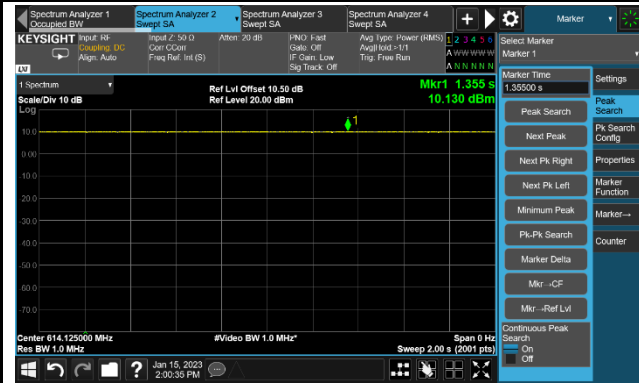 Spectrum Analyzer 1
Occupied BW
Spectrum Analyzer 2
Swept SA
Spectrum Analyzer 3
Swept SA
Spectrum Analyzer 4
Swept SA
+
Marker
KEYSIGHT
Input: RF
Coupling: DC
Align: Auto
Input Z: 50 Ω
Corr CCorr
Freq Ref: Int (S)
Atten: 20 dB
PNO: Fast
Gate: Off
IF Gain: Low
Sig Track: Off
Avg Type: Power (RMS)
Avg|Hold:>1/1
Trig: Free Run
1 2 3 4 5 6
A W W W W W
A N N N N N
LXI
Select Marker
Marker 1
1 Spectrum
Scale/Div 10 dB
Log
Ref Lvl Offset 10.50 dB
Ref Level 20.00 dBm
Mkr1 1.355 s
10.130 dBm
1
10.0
0.00
-10.0
-20.0
-30.0
-40.0
-50.0
-60.0
-70.0
Center 614.125000 MHz
Res BW 1.0 MHz
#Video BW 1.0 MHz*
Span 0 Hz
Sweep 2.00 s (2001 pts)
Marker Time
1.35500 s
Peak Search
Next Peak
Next Pk Right
Next Pk Left
Minimum Peak
Pk-Pk Search
Marker Delta
Mkr→CF
Mkr→Ref Lvl
Continuous Peak
Search
On
Off
Settings
Peak
Search
Pk Search
Config
Properties
Marker
Function
Marker→
Counter
?
Jan 15, 2023
2:00:35 PM